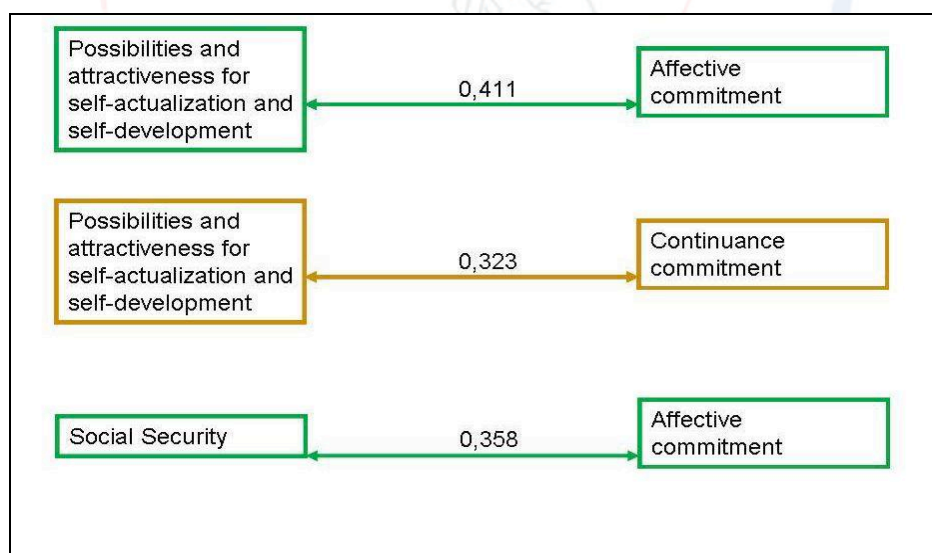 Possibilities and
attractiveness for
self-actualization and
self-development
0,411
Affective
commitment
Possibilities and
attractiveness for
self-actualization and
self-development
0,323
Continuance
commitment
Social Security
0,358
Affective
commitment